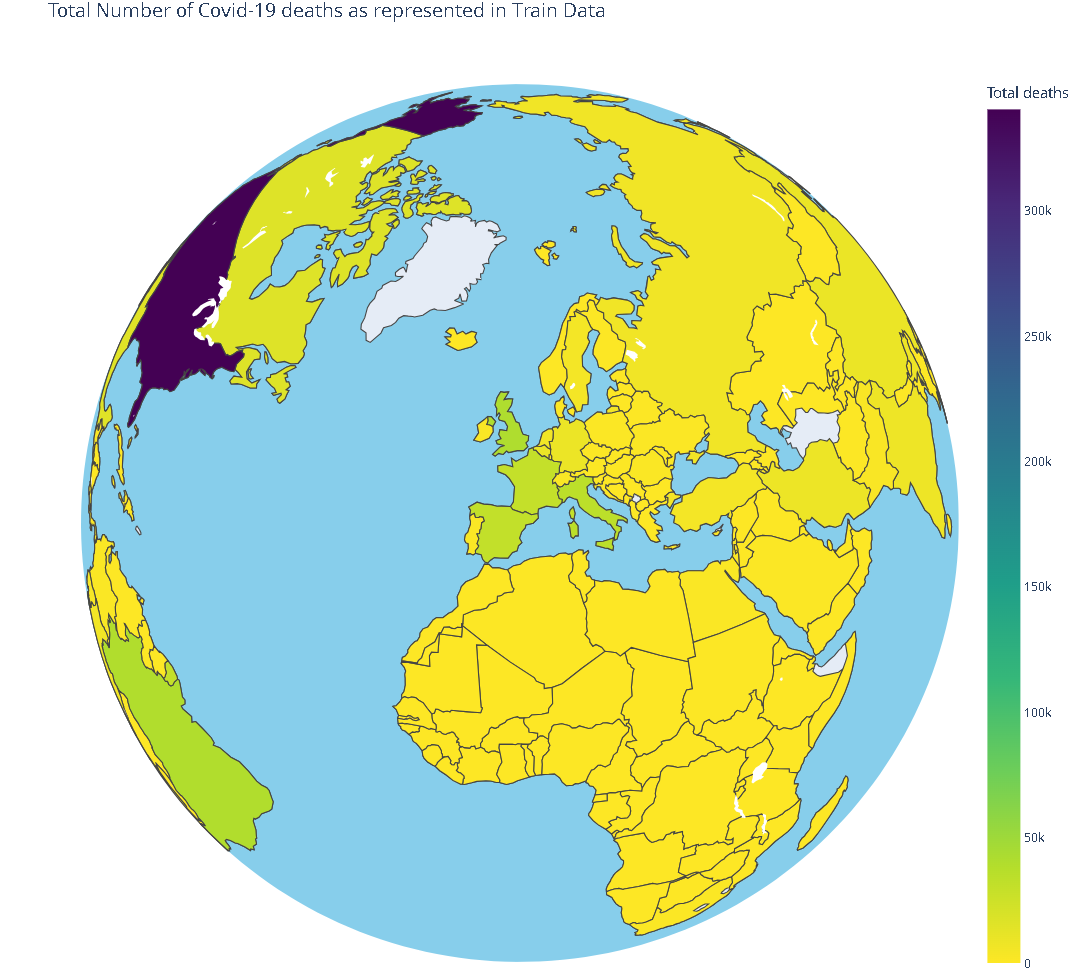 Total Number of Covid-19 deaths as represented in Train Data
Total deaths
300k
250k
200k
150k
100k
50k
0